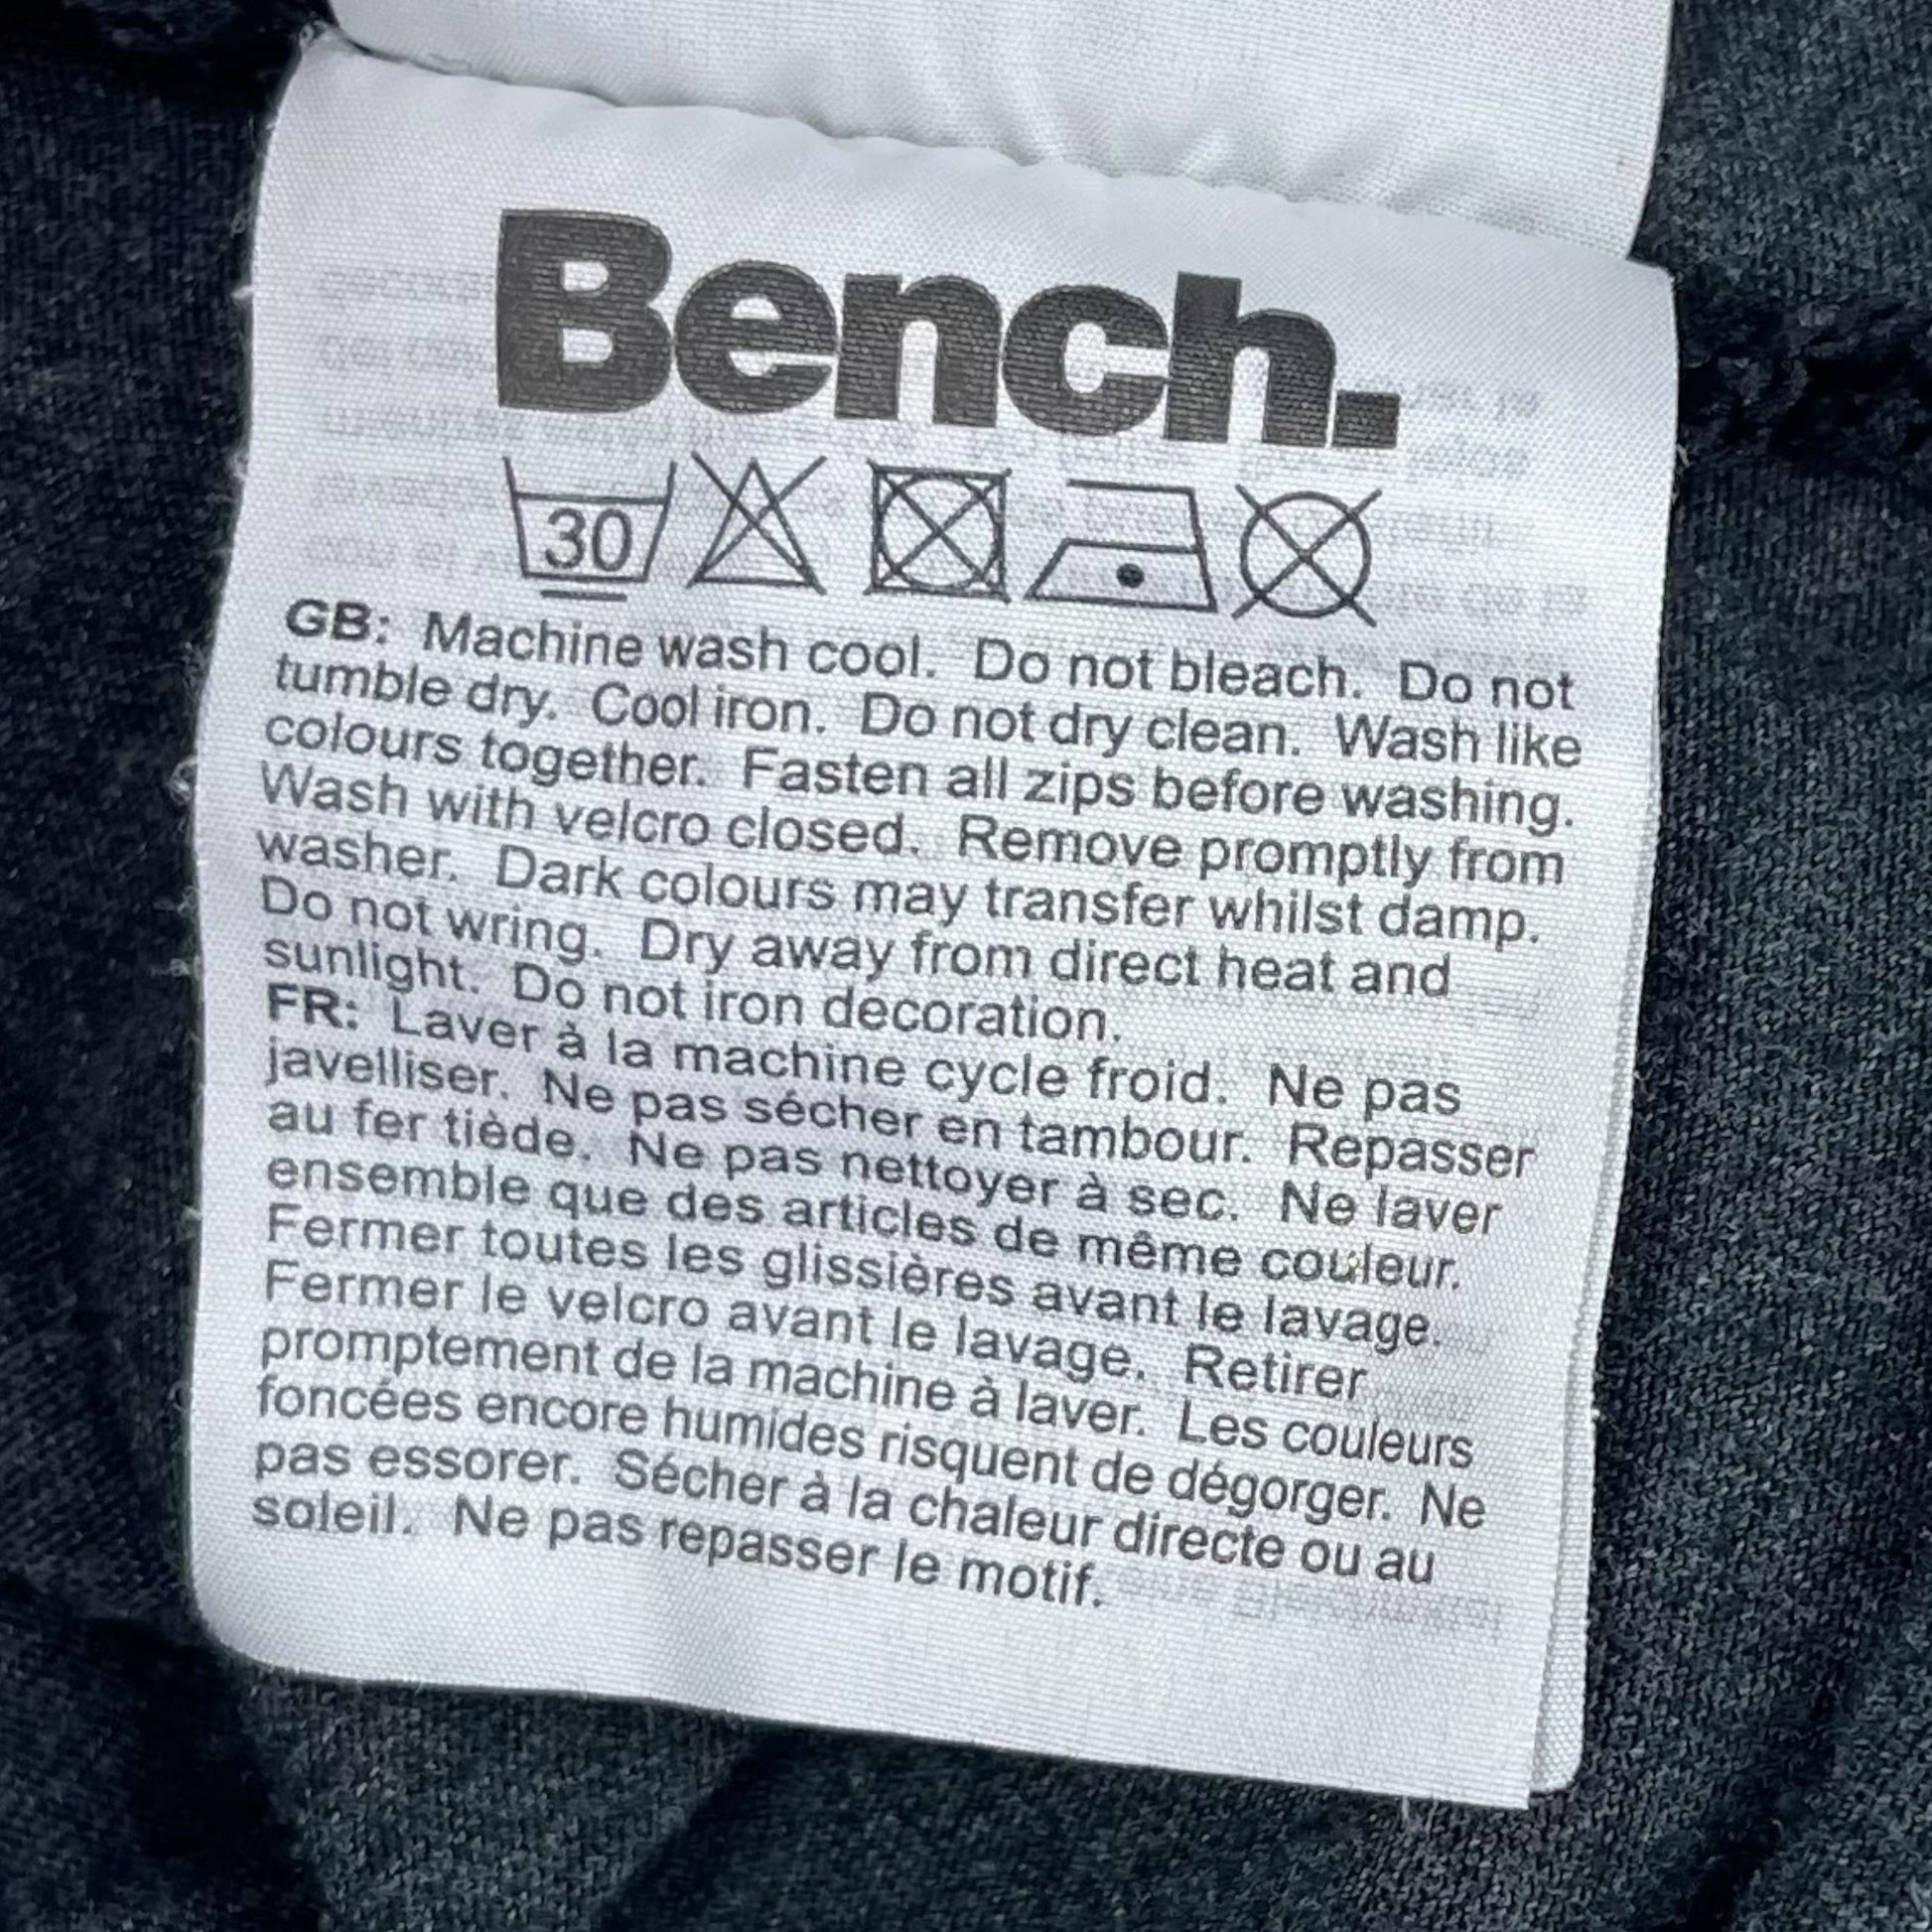 Bench.
30
GB: Machine wash cool. Do not bleach. Do not
tumble dry. Cool iron. Do not dry clean. Wash like
colours together. Fasten all zips before washing.
Wash with velcro closed. Remove promptly from
washer. Dark colours may transfer whilst damp.
Do not wring. Dry away from direct heat and
sunlight. Do not iron decoration.
FR: Laver à la machine cycle froid. Ne pas
javelliser. Ne pas sécher en tambour. Repasser
au fer tiède. Ne pas nettoyer à sec. Ne laver
ensemble que des articles de même couleur.
Fermer toutes les glissières avant le lavage.
Fermer le velcro avant le lavage. Retirer
promptement de la machine à laver. Les couleurs
foncées encore humides risquent de dégorger. Ne
pas essorer. Sécher à la chaleur directe ou au
soleil. Ne pas repasser le motif.